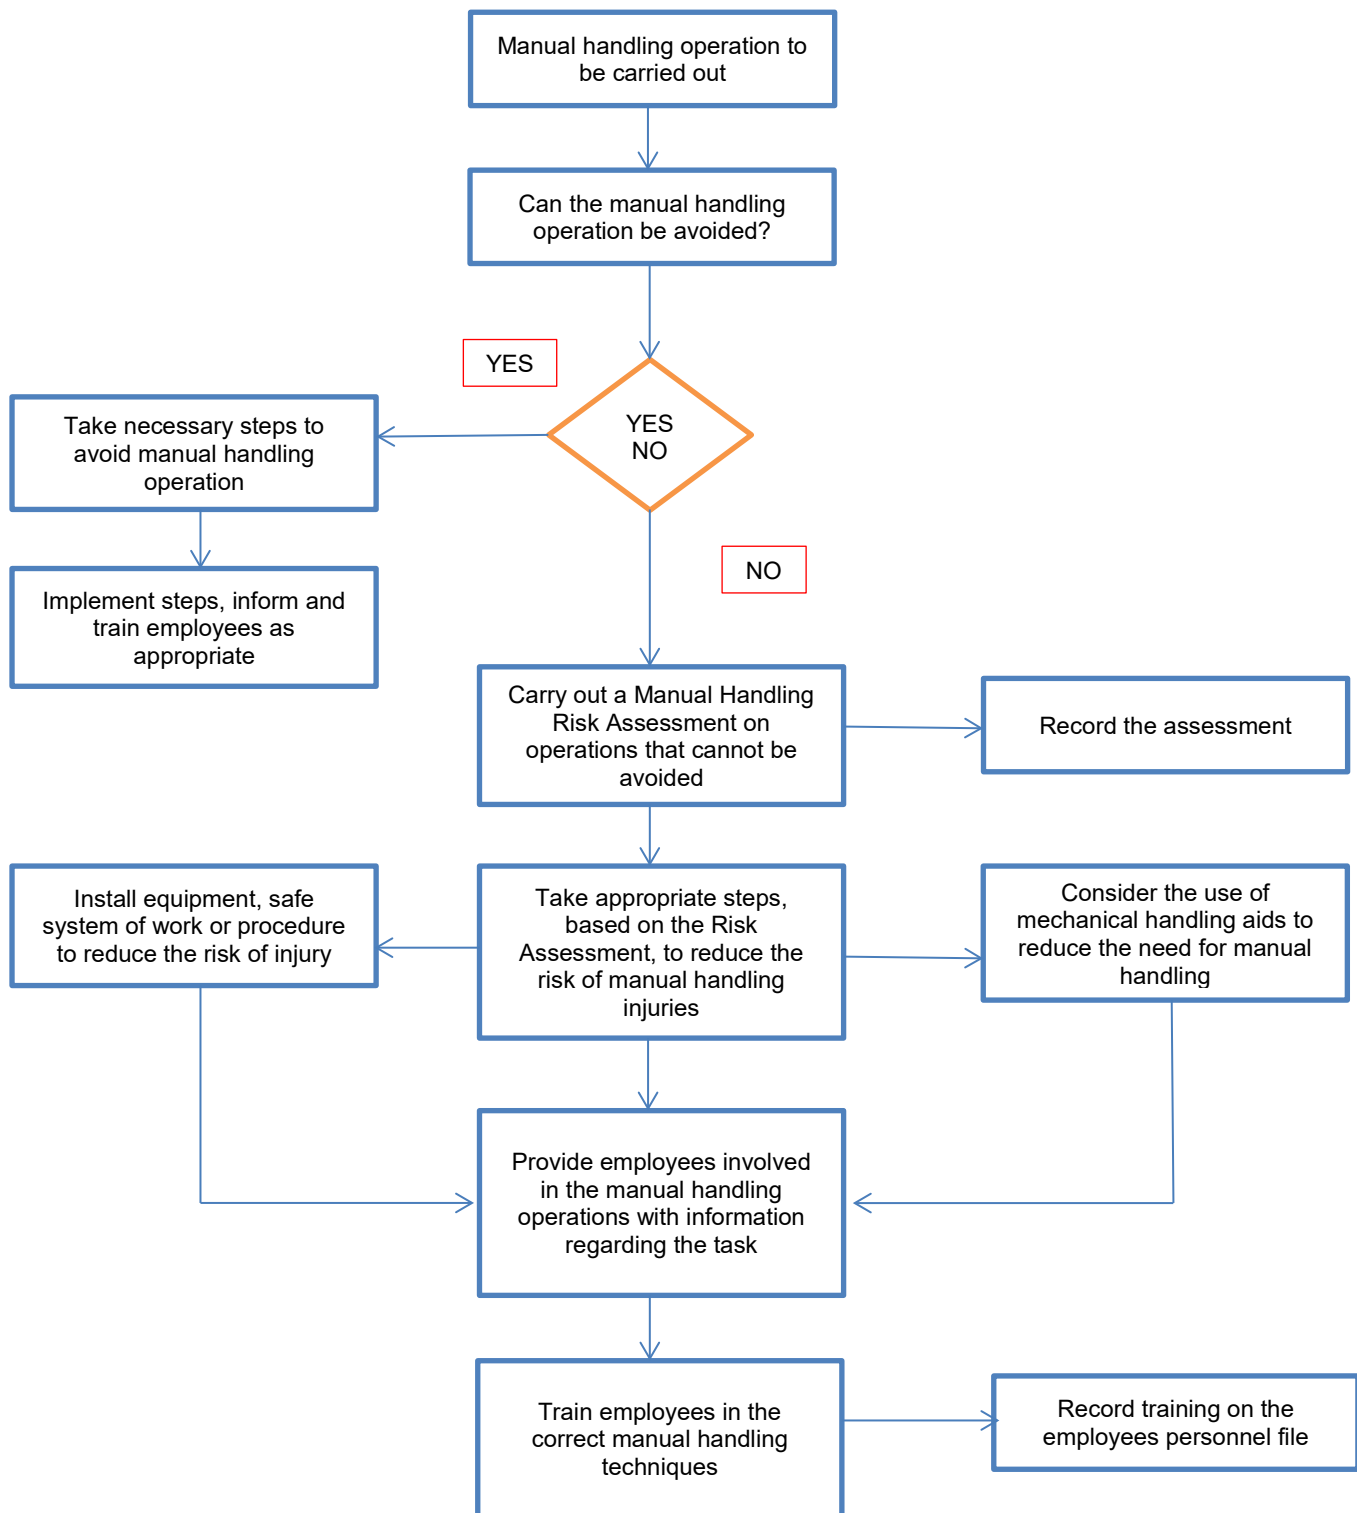 Manual handling operation to
be carried out
Can the manual handling
operation be avoided?
YES
YES
NO
Take necessary steps to
avoid manual handling
operation
Implement steps, inform and
train employees as
appropriate
NO
Carry out a Manual Handling
Risk Assessment on
operations that cannot be
avoided
Record the assessment
Install equipment, safe
system of work or procedure
to reduce the risk of injury
Take appropriate steps,
based on the Risk
Assessment, to reduce the
risk of manual handling
injuries
Consider the use of
mechanical handling aids to
reduce the need for manual
handling
Provide employees involved
in the manual handling
operations with information
regarding the task
Train employees in the
correct manual handling
techniques
Record training on the
employees personnel file